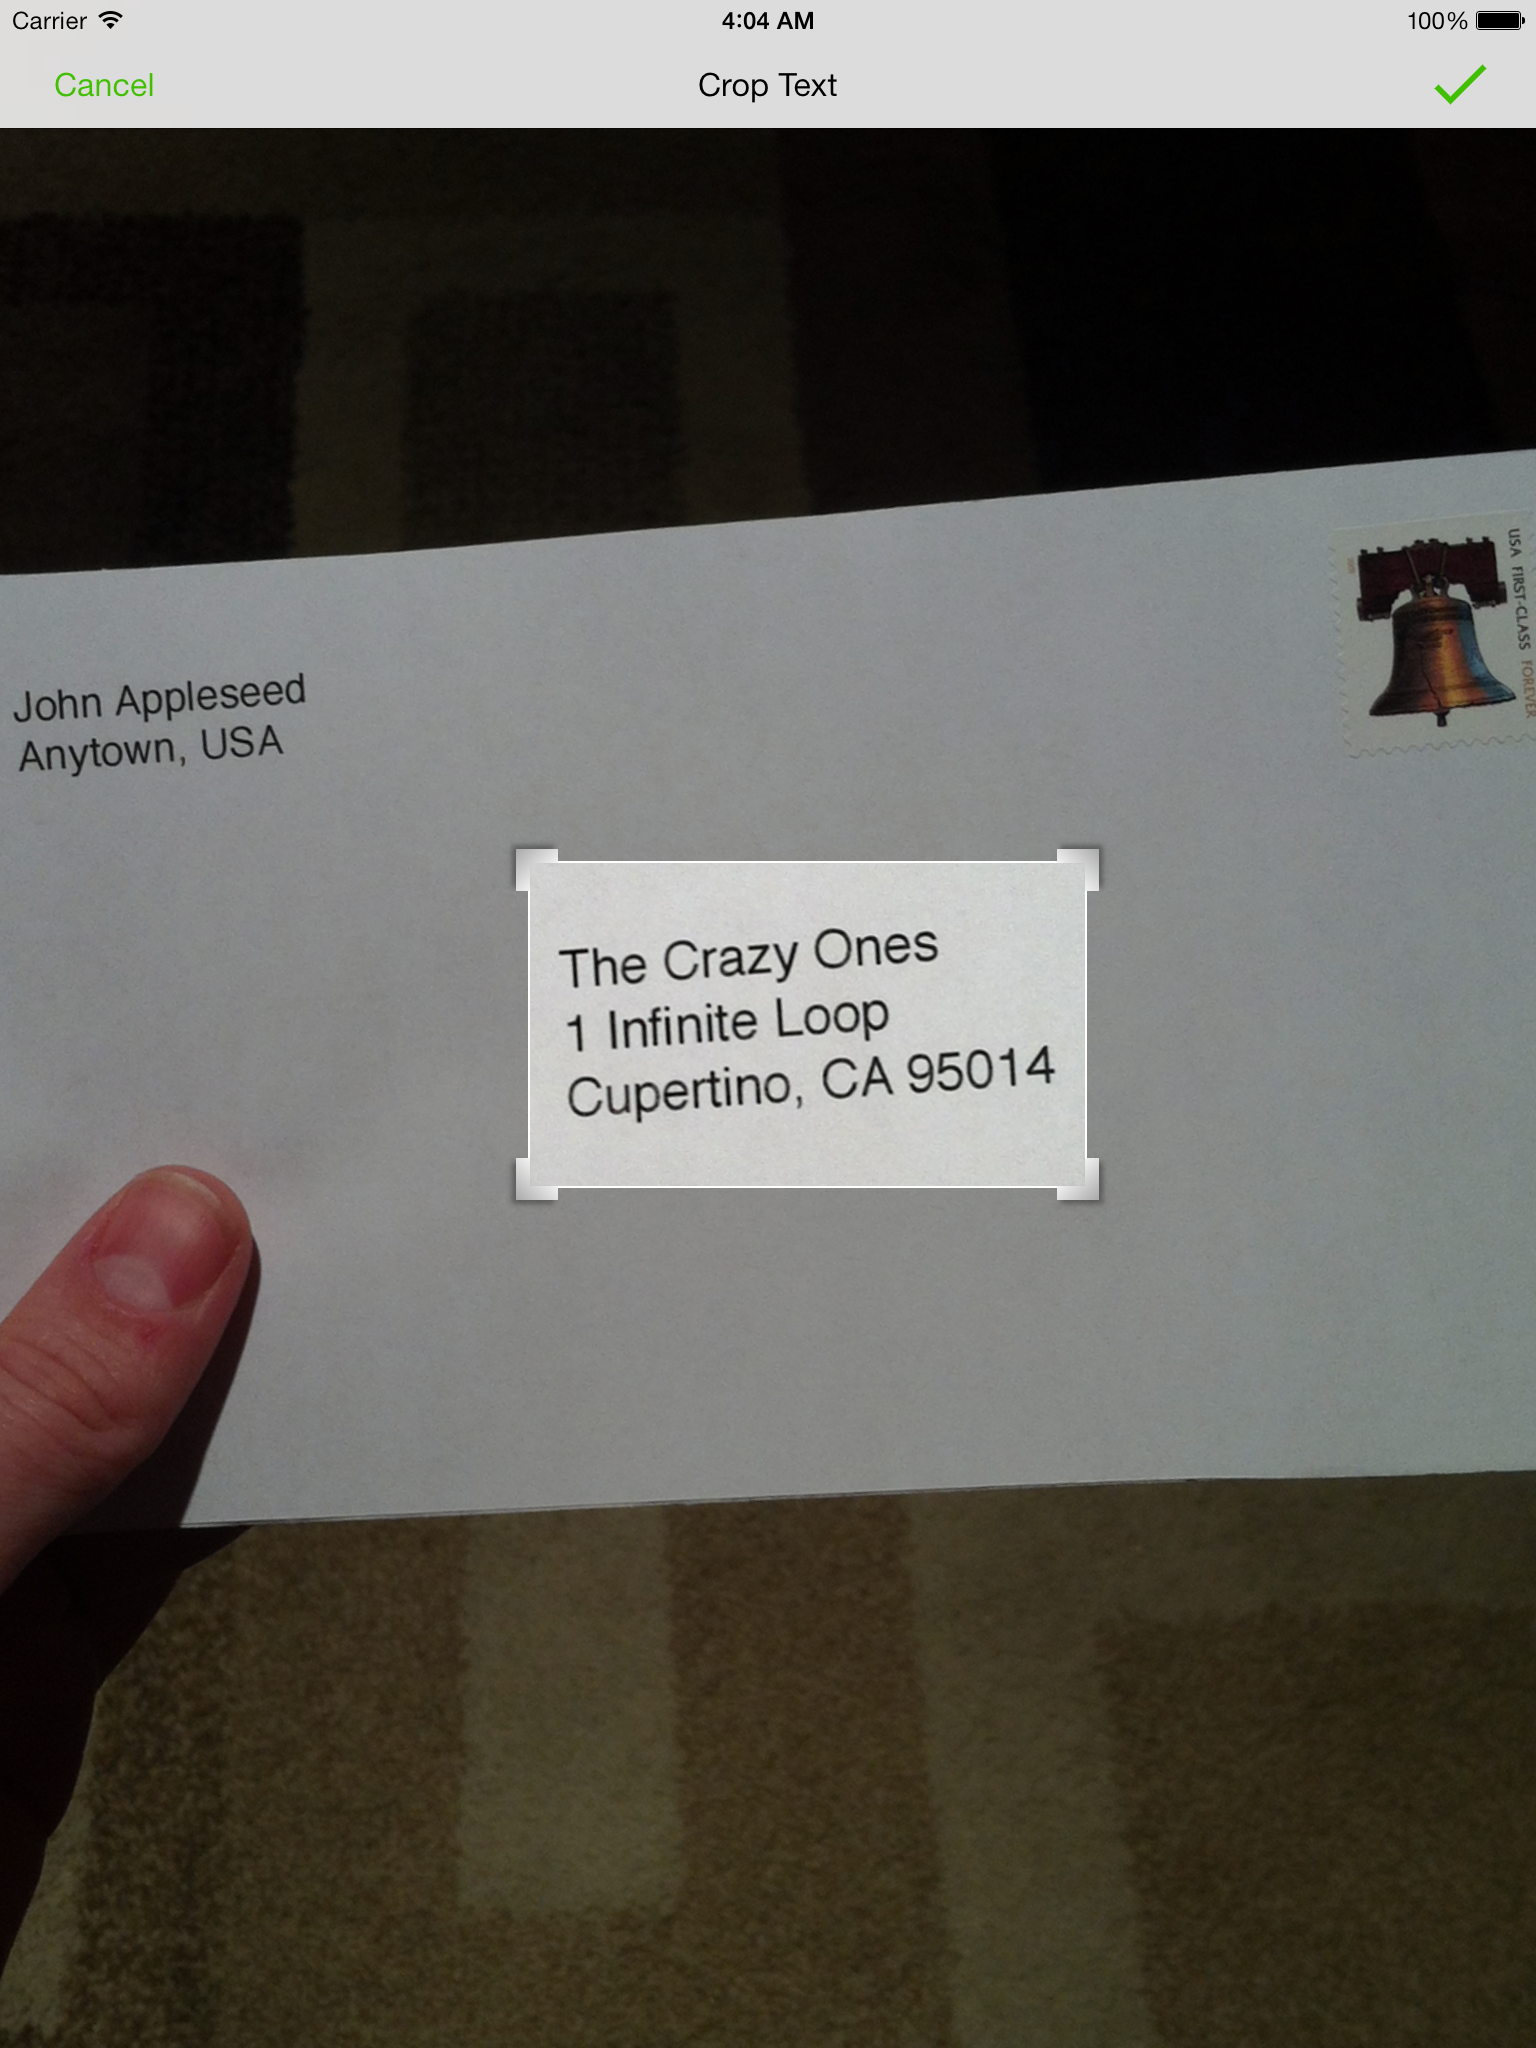 Carrier 4:04 AM 100%
Cancel Crop Text
USA FIRST-CLASS FOREVER
John Appleseed
Anytown, USA
The Crazy Ones
1 Infinite Loop
Cupertino, CA 95014